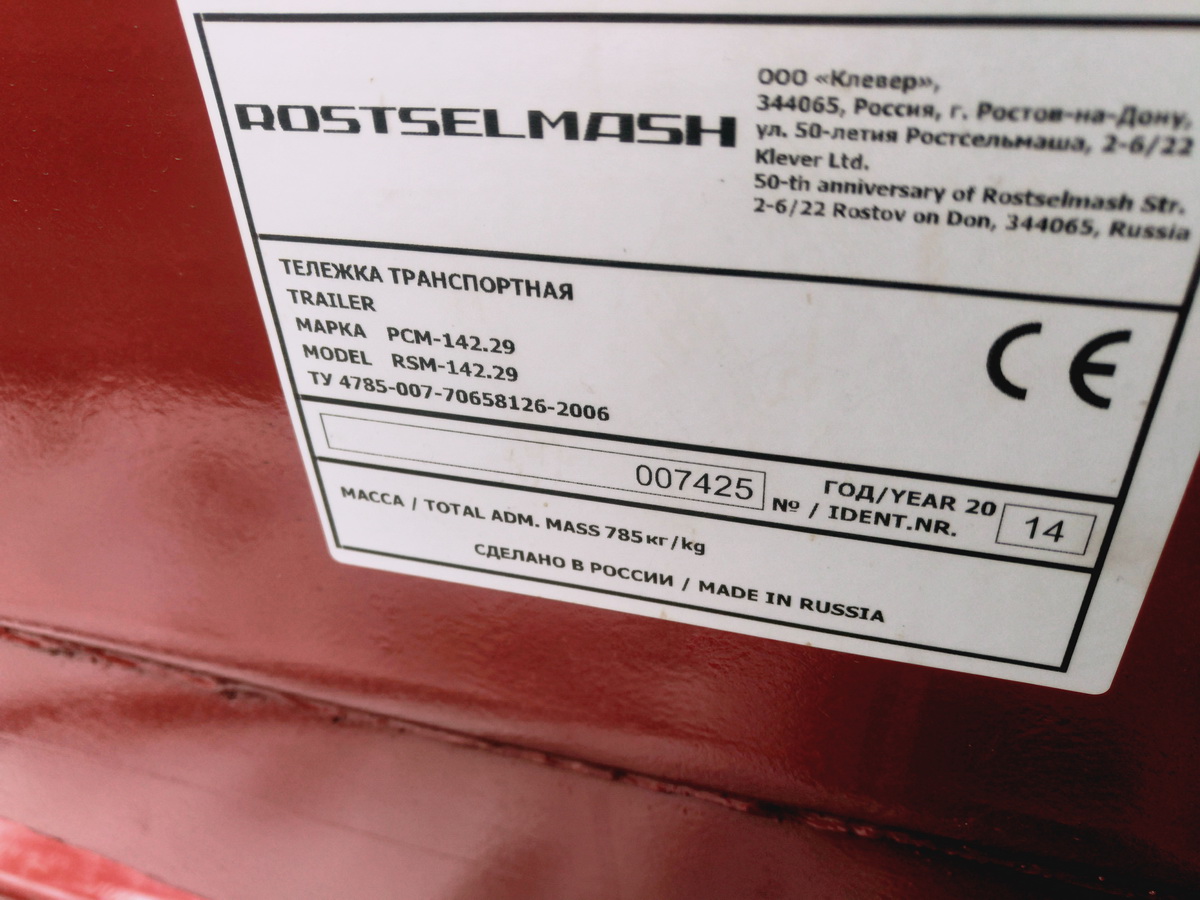 ROSTSELMASH
ООО «Клевер»,
344065, Россия, г. Ростов-на-Дону,
ул. 50-летия Ростсельмаша, 2-6/22
Klever Ltd.
50-th anniversary of Rostselmash Str.
2-6/22 Rostov on Don, 344065, Russia
ТЕЛЕЖКА ТРАНСПОРТНАЯ
TRAILER
МАРКА РСМ-142.29
MODEL RSM-142.29
ТУ 4785-007-70658126-2006
CE
007425
№ / IDENT.NR.
ГОД/YEAR 20 14
МАССА / TOTAL ADM. MASS 785 кг/kg
СДЕЛАНО В РОССИИ / MADE IN RUSSIA